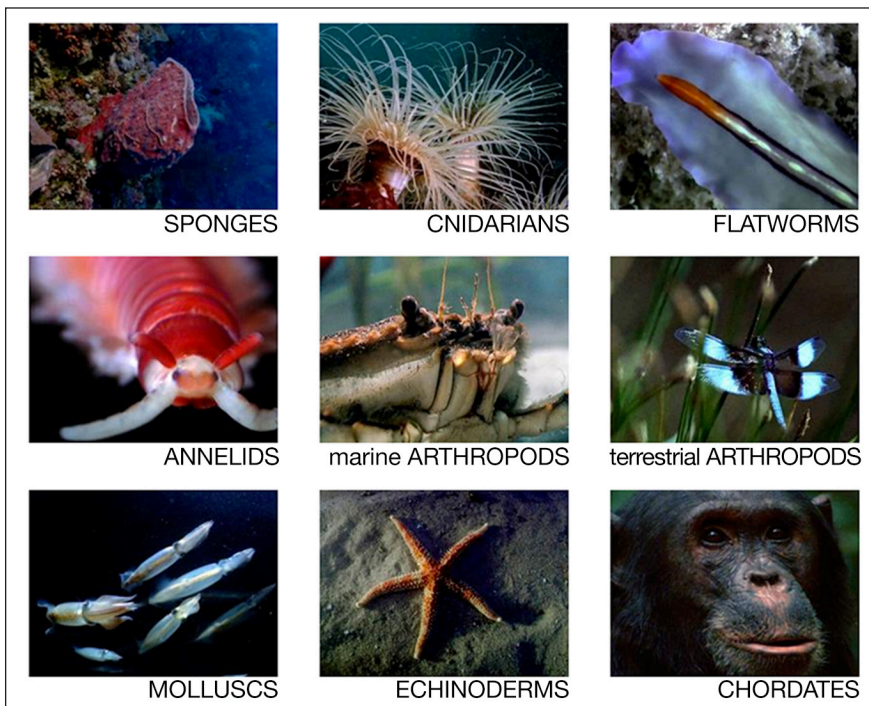 SPONGES
CNIDARIANS
FLATWORMS
ANNELIDS
marine ARTHROPODS
terrestrial ARTHROPODS
MOLLUSCS
ECHINODERMS
CHORDATES